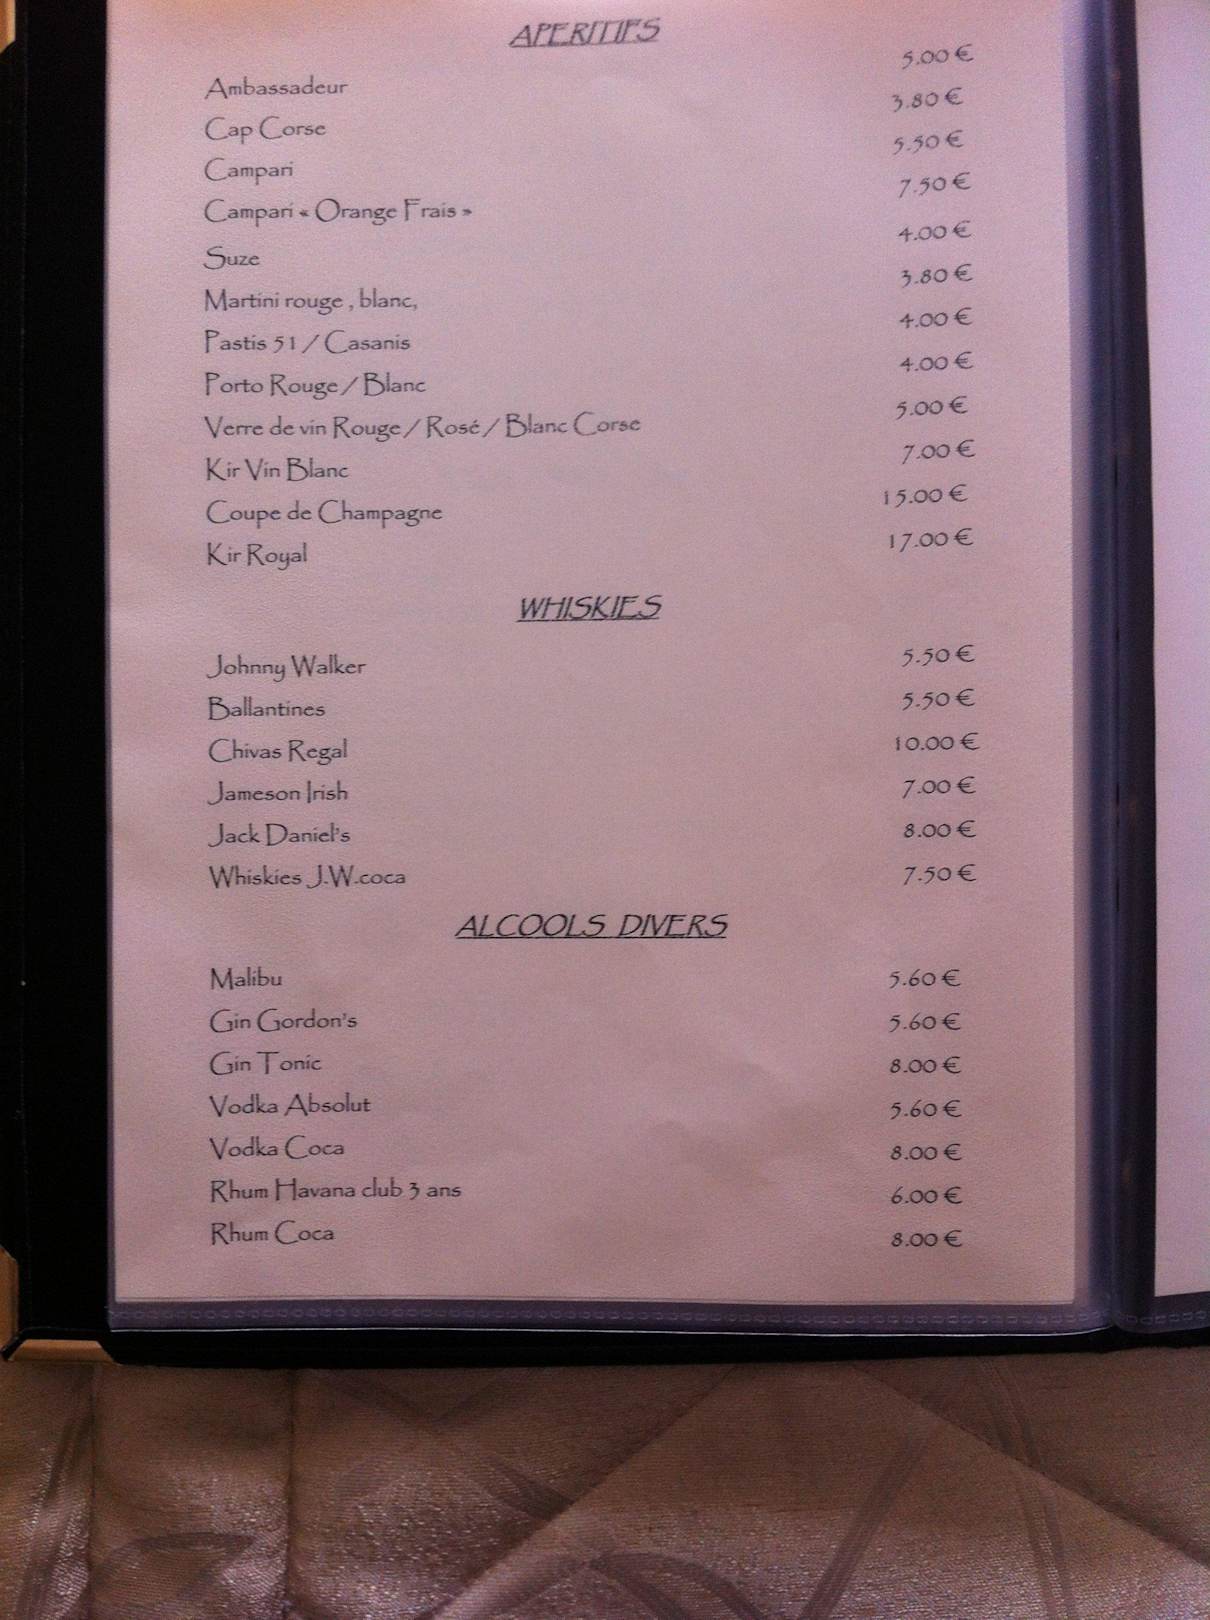 APERITIFS
Ambassadeur 5.00 €
Cap Corse 3.80 €
Campari 5.50 €
Campari « Orange Frais » 7.50 €
Suze 4.00 €
Martini rouge , blanc, 3.80 €
Pastis 51 / Casanis 4.00 €
Porto Rouge / Blanc 4.00 €
Verre de vin Rouge / Rosé / Blanc Corse 5.00 €
Kir Vin Blanc 7.00 €
Coupe de Champagne 15.00 €
Kir Royal 17.00 €
WHISKIES
Johnny Walker 5.50 €
Ballantines 5.50 €
Chivas Regal 10.00 €
Jameson Irish 7.00 €
Jack Daniel's 8.00 €
Whiskies J.W.coca 7.50 €
ALCOOLS DIVERS
Malibu 5.60 €
Gin Gordon's 5.60 €
Gin Tonic 8.00 €
Vodka Absolut 5.60 €
Vodka Coca 8.00 €
Rhum Havana club 3 ans 6.00 €
Rhum Coca 8.00 €